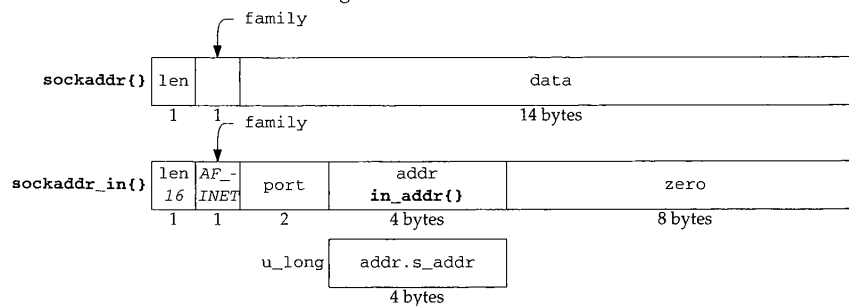 family
sockaddr{} len data
1 1 14 bytes
family
sockaddr_in{} len 16 AF_-INET port addr in_addr{} zero
1 1 2 4 bytes 8 bytes
u_long addr.s_addr
4 bytes